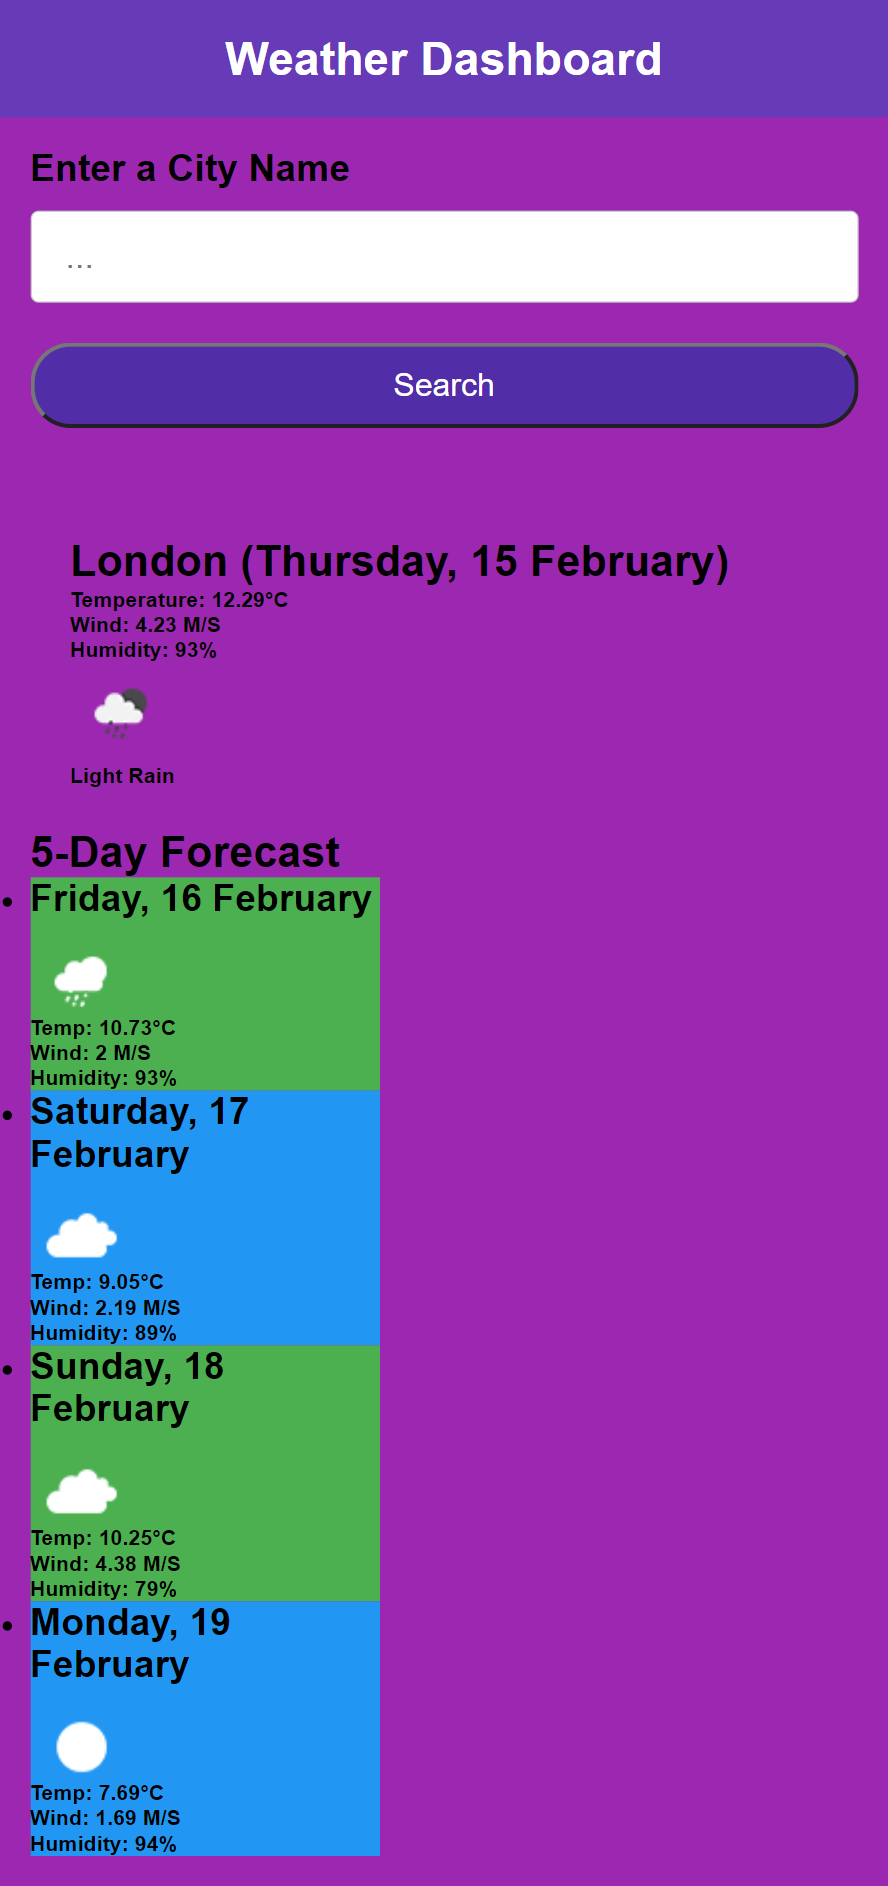 Weather Dashboard
Enter a City Name
...
Search
London (Thursday, 15 February)
Temperature: 12.29°C
Wind: 4.23 M/S
Humidity: 93%
Light Rain
5-Day Forecast
Friday, 16 February
Temp: 10.73°C
Wind: 2 M/S
Humidity: 93%
Saturday, 17
February
Temp: 9.05°C
Wind: 2.19 M/S
Humidity: 89%
Sunday, 18
February
Temp: 10.25°C
Wind: 4.38 M/S
Humidity: 79%
Monday, 19
February
Temp: 7.69°C
Wind: 1.69 M/S
Humidity: 94%